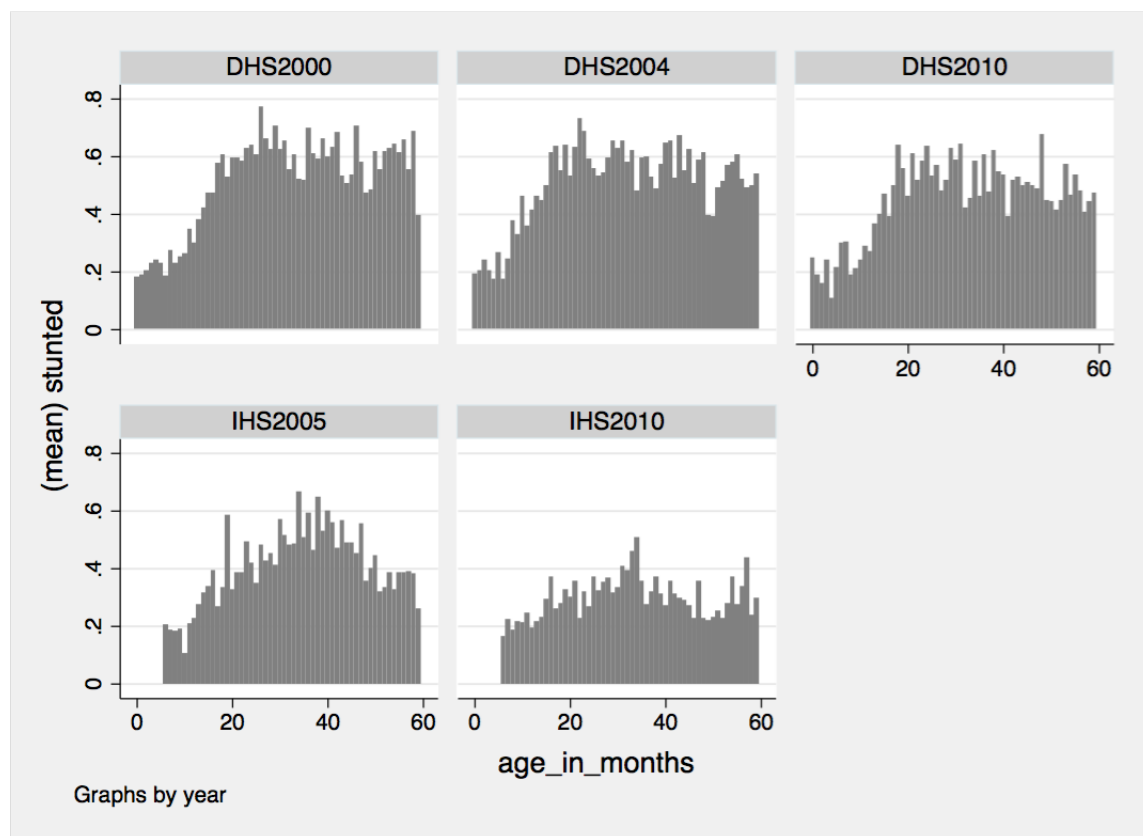 DHS2000
DHS2004
DHS2010
.8
.6
.4
.2
0
0 20 40 60
(mean) stunted
IHS2005
IHS2010
.8
.6
.4
.2
0
0 20 40 60
0 20 40 60
age_in_months
Graphs by year